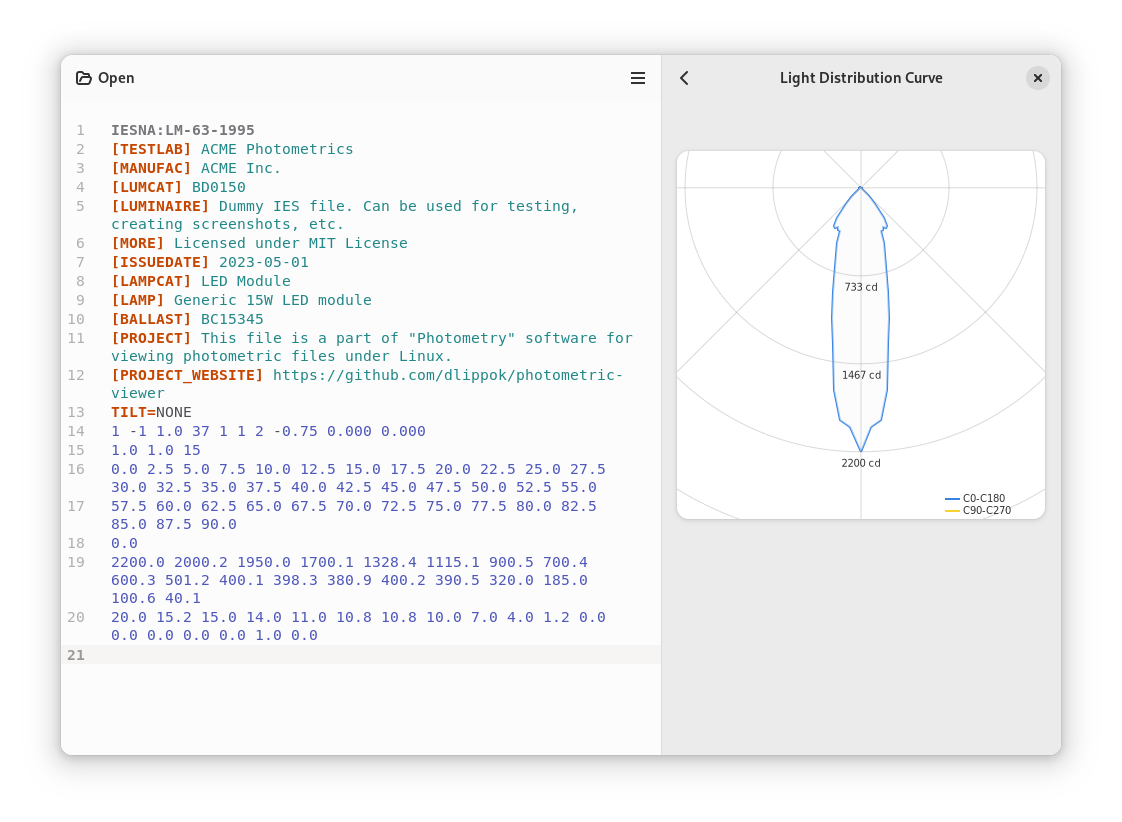 Open
Light Distribution Curve
1 IESNA:LM-63-1995
2 [TESTLAB] ACME Photometrics
3 [MANUFAC] ACME Inc.
4 [LUMCAT] BD0150
5 [LUMINAIRE] Dummy IES file. Can be used for testing,
creating screenshots, etc.
6 [MORE] Licensed under MIT License
7 [ISSUEDATE] 2023-05-01
8 [LAMPCAT] LED Module
9 [LAMP] Generic 15W LED module
10 [BALLAST] BC15345
11 [PROJECT] This file is a part of "Photometry" software for
viewing photometric files under Linux.
12 [PROJECT_WEBSITE] https://github.com/dlippok/photometric-
viewer
13 TILT=NONE
14 1 -1 1.0 37 1 1 2 -0.75 0.000 0.000
15 1.0 1.0 15
16 0.0 2.5 5.0 7.5 10.0 12.5 15.0 17.5 20.0 22.5 25.0 27.5
30.0 32.5 35.0 37.5 40.0 42.5 45.0 47.5 50.0 52.5 55.0
17 57.5 60.0 62.5 65.0 67.5 70.0 72.5 75.0 77.5 80.0 82.5
85.0 87.5 90.0
18 0.0
19 2200.0 2000.2 1950.0 1700.1 1328.4 1115.1 900.5 700.4
600.3 501.2 400.1 398.3 380.9 400.2 390.5 320.0 185.0
100.6 40.1
20 20.0 15.2 15.0 14.0 11.0 10.8 10.8 10.0 7.0 4.0 1.2 0.0
0.0 0.0 0.0 0.0 1.0 0.0
21
733 cd
1467 cd
2200 cd
C0-C180
C90-C270